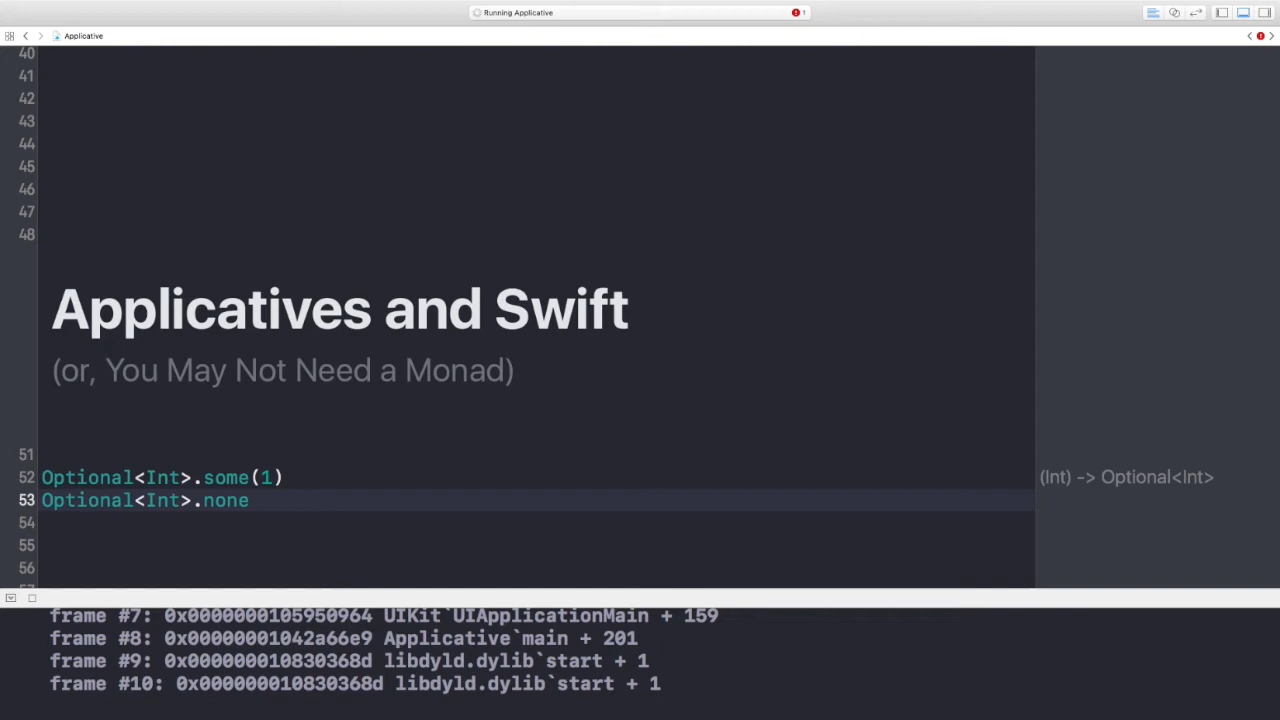 Running Applicative
1
Applicative
40
41
42
43
44
45
46
47
48
Applicatives and Swift
(or, You May Not Need a Monad)
51
52 Optional<Int>.some(1) (Int) -> Optional<Int>
53 Optional<Int>.none
54
55
56
frame #7: 0x0000000105950964 UIKit`UIApplicationMain + 159
frame #8: 0x00000001042a66e9 Applicative`main + 201
frame #9: 0x000000010830368d libdyld.dylib`start + 1
frame #10: 0x000000010830368d libdyld.dylib`start + 1